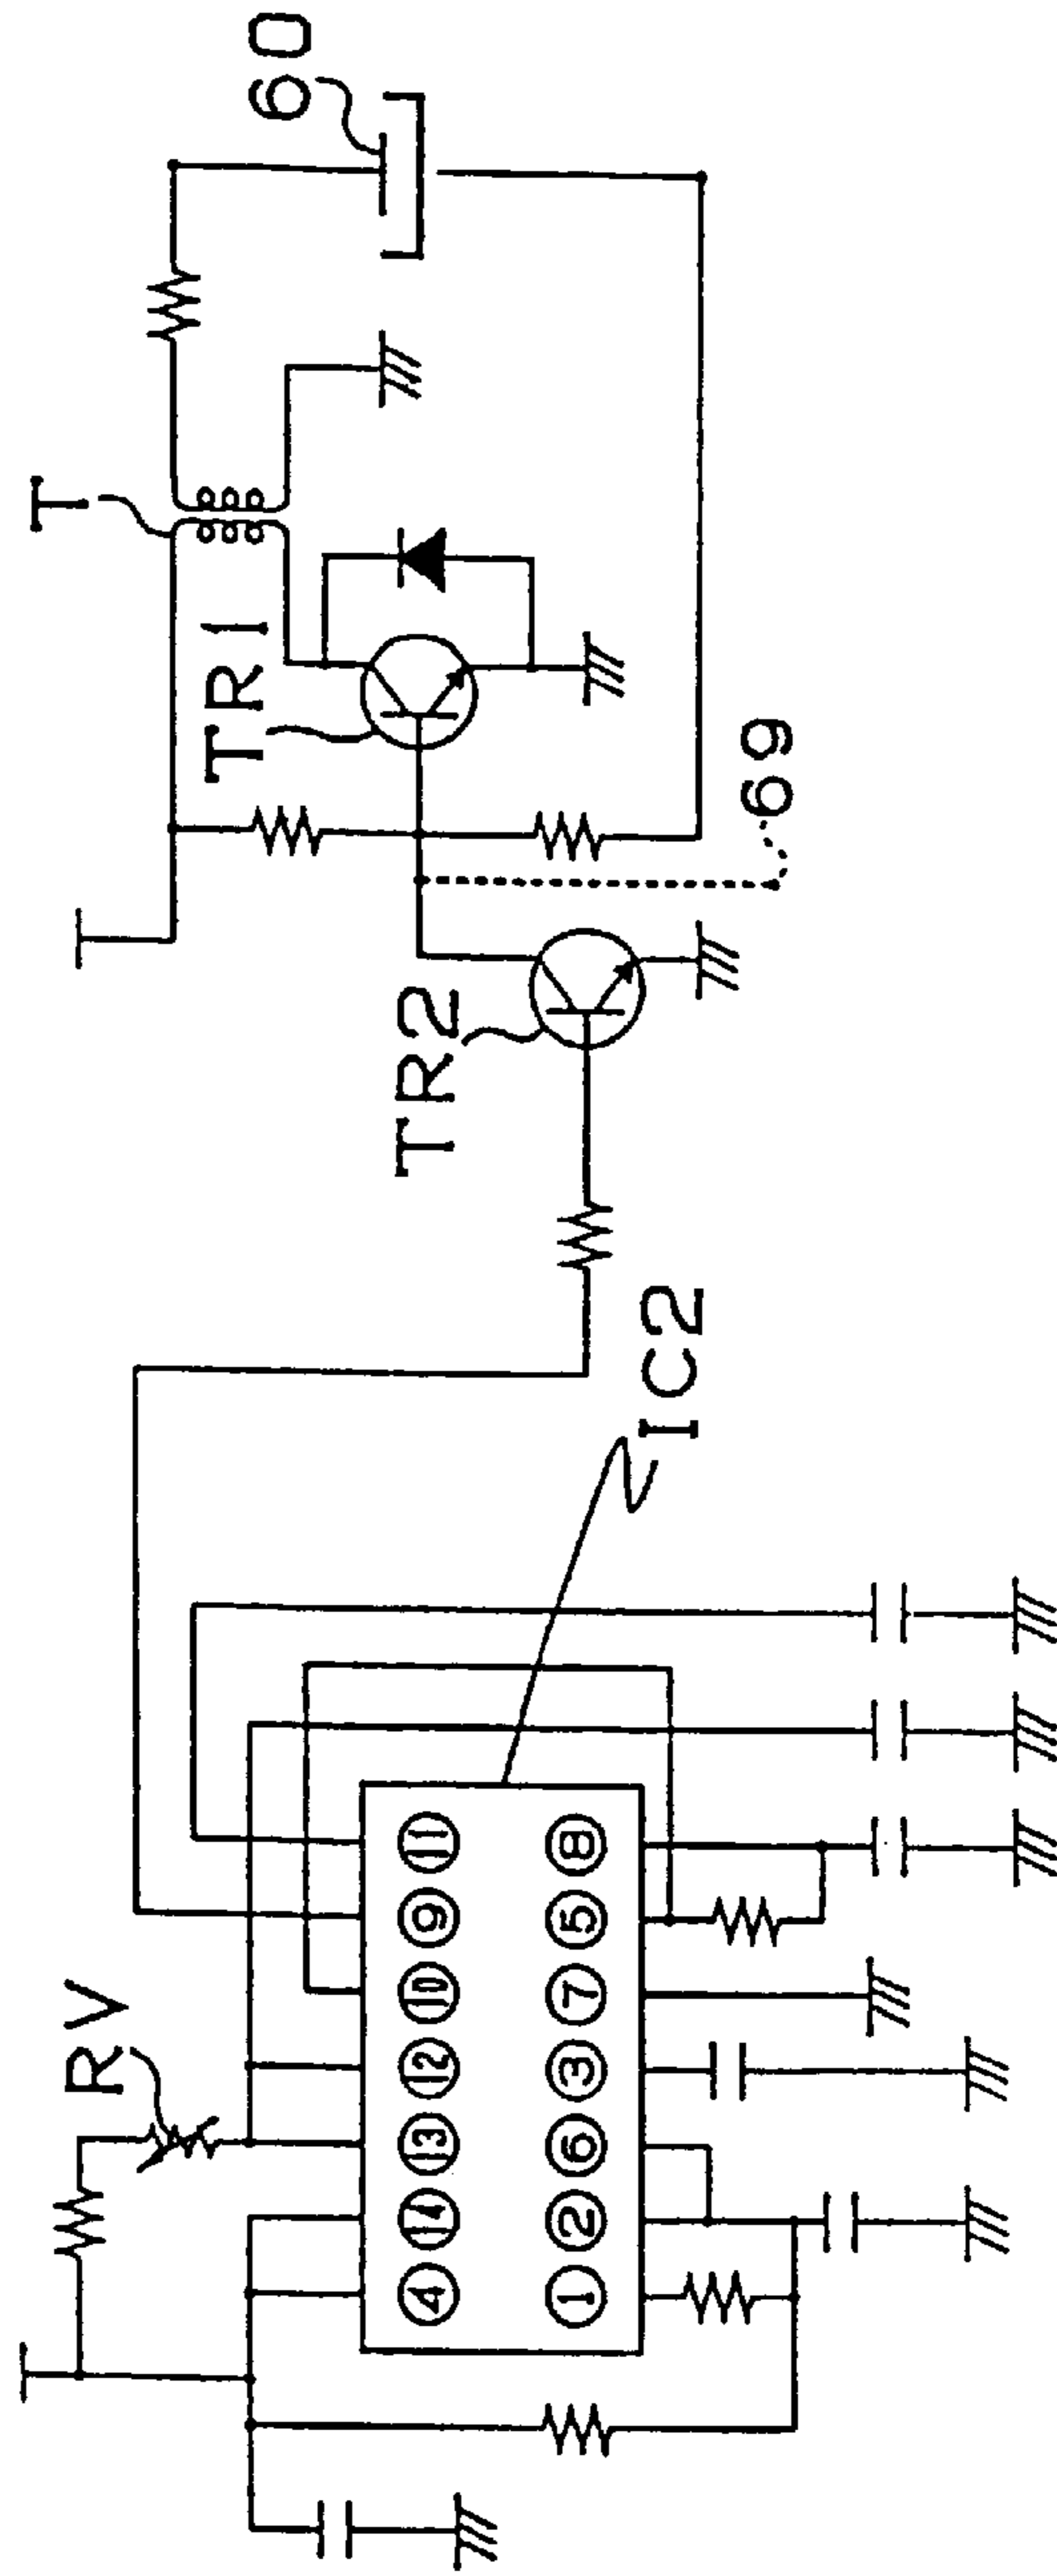 RV
T
TR1
60
TR2
④ ⑭ ⑬ ⑫ ⑩ ⑨ ⑪
① ② ⑥ ③ ⑦ ⑤ ⑧
IC2
69